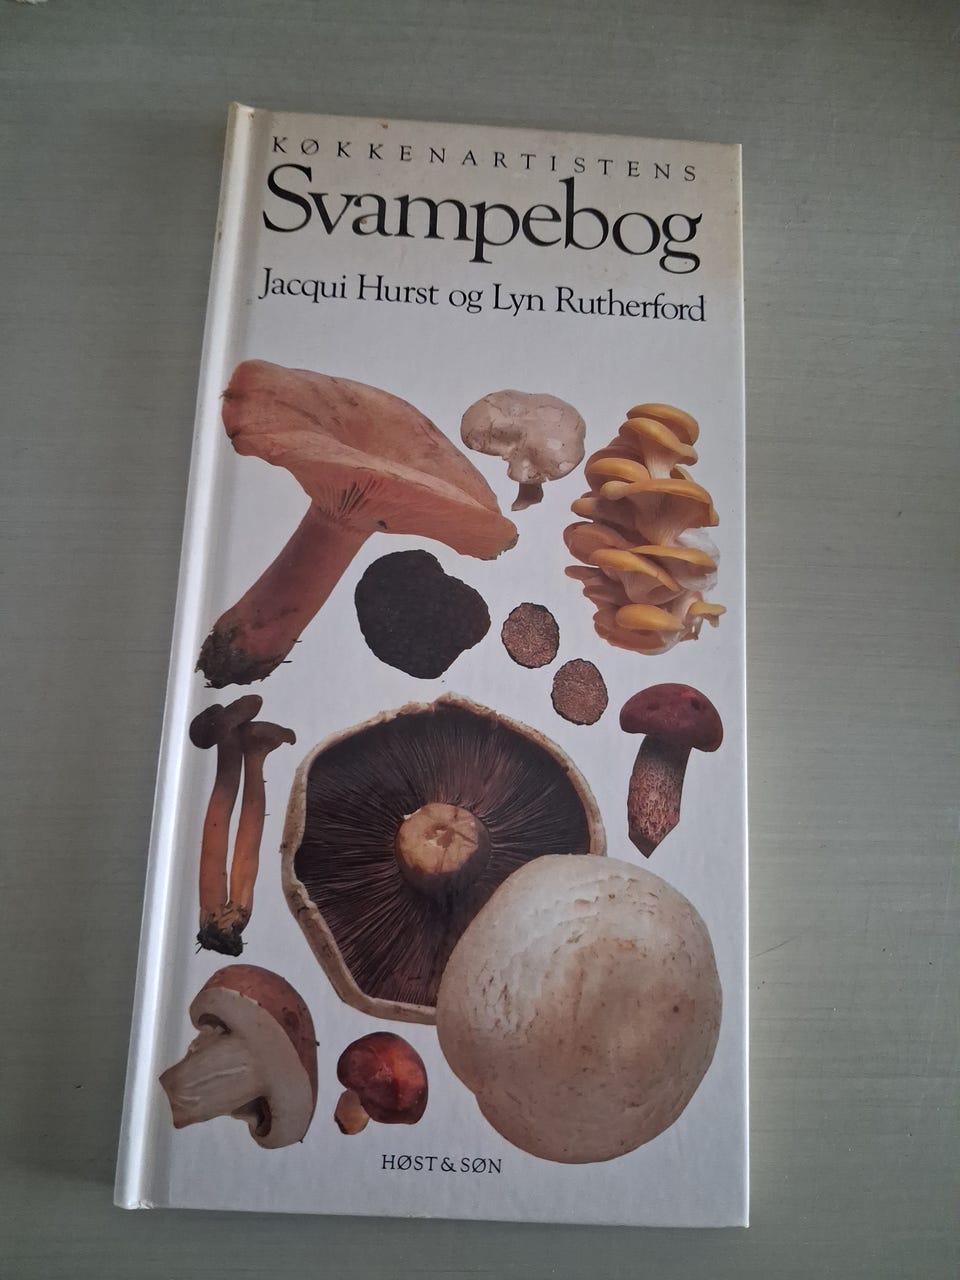 KØKKENARTISTENS
Svampebog
Jacqui Hurst og Lyn Rutherford
HØST & SØN